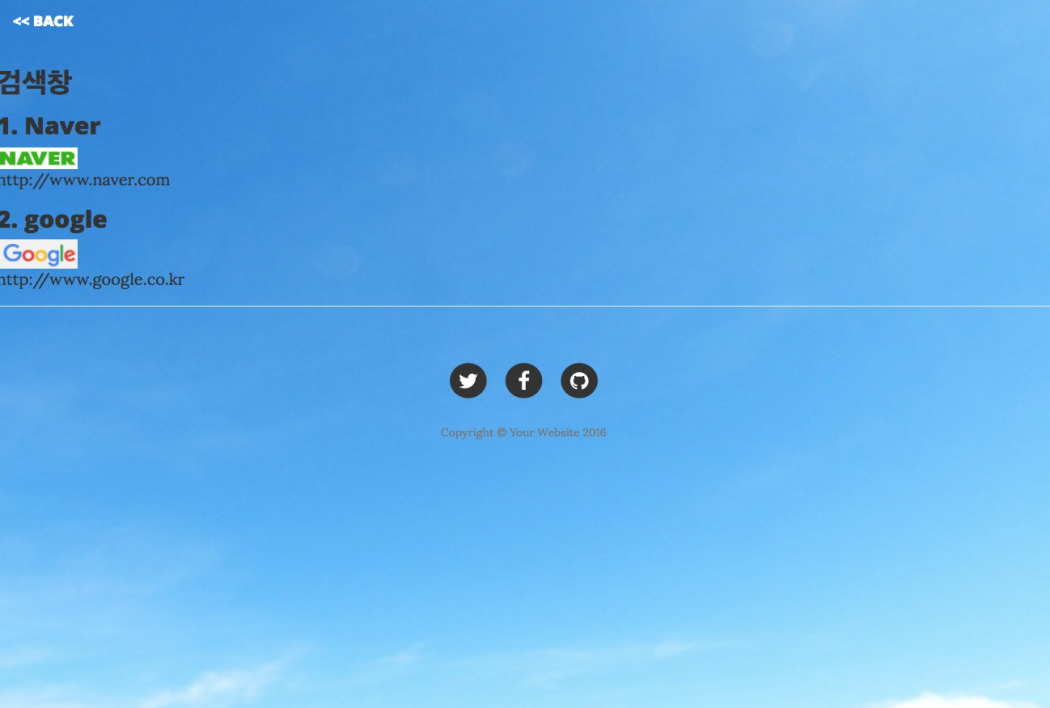 << BACK
검색창
1. Naver
NAVER
http://www.naver.com
2. google
Google
http://www.google.co.kr
Copyright © Your Website 2016